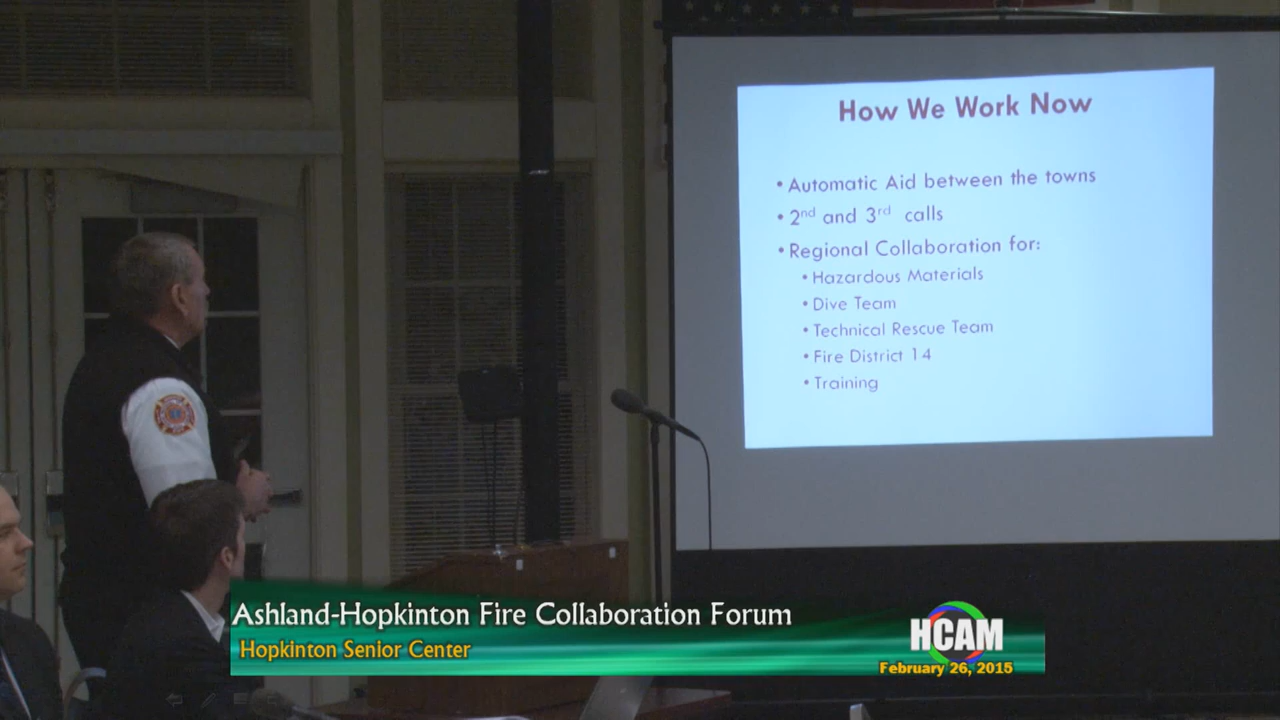 How We Work Now
• Automatic Aid between the towns
• 2nd and 3rd calls
• Regional Collaboration for:
• Hazardous Materials
• Dive Team
• Technical Rescue Team
• Fire District 14
• Training
Ashland-Hopkinton Fire Collaboration Forum
Hopkinton Senior Center
HCAM
February 26, 2015